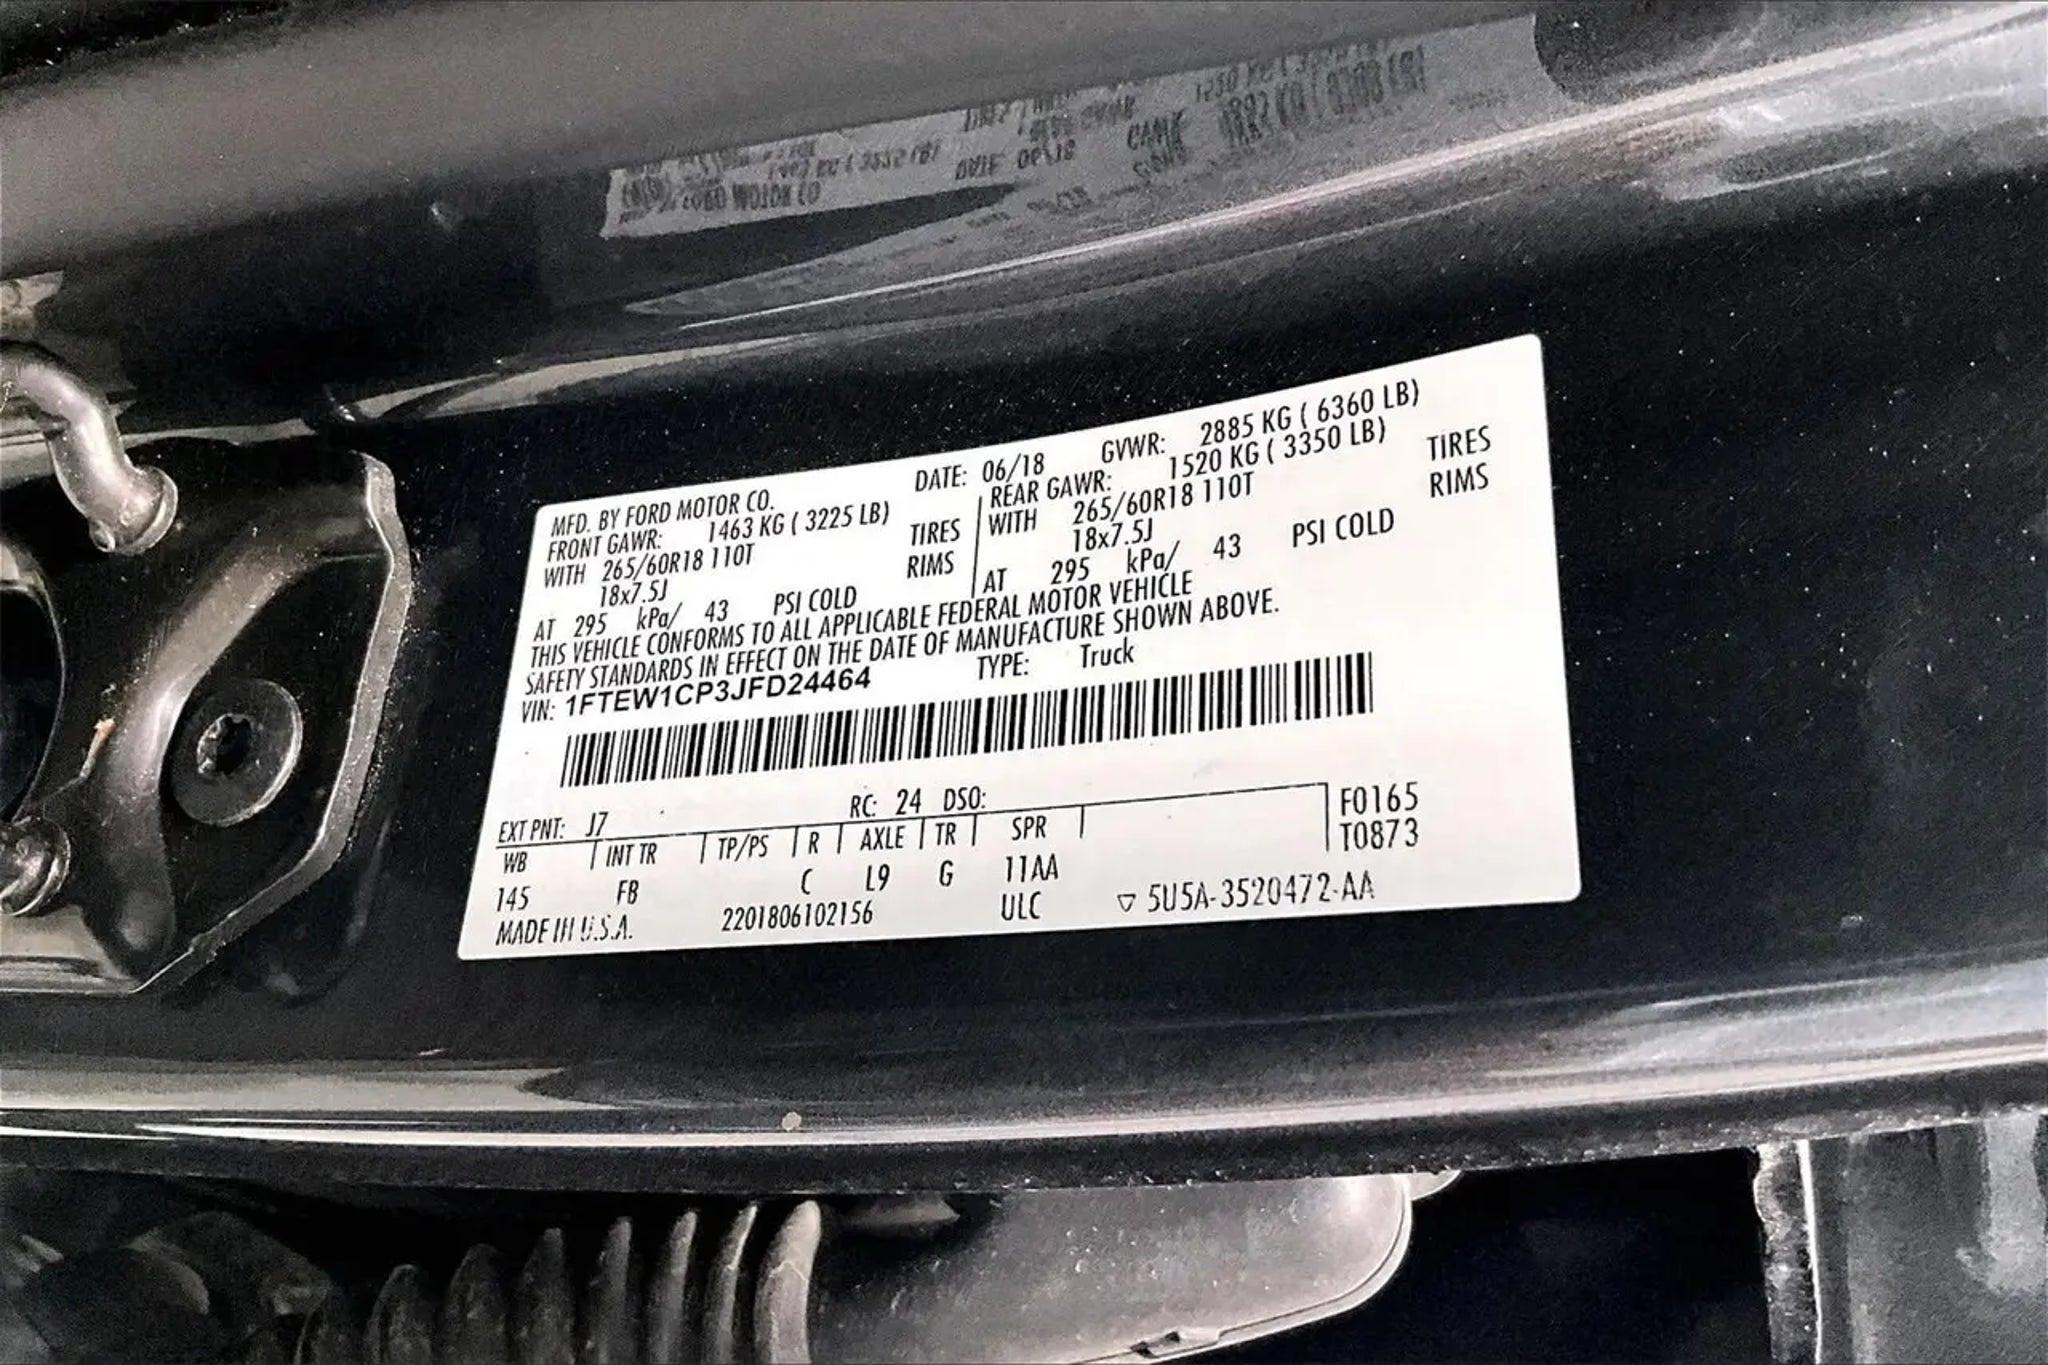 MFD. BY FORD MOTOR CO. DATE: 06/18 GVWR: 2885 KG ( 6360 LB)
FRONT GAWR: 1463 KG ( 3225 LB) REAR GAWR: 1520 KG ( 3350 LB)
WITH 265/60R18 110T TIRES WITH 265/60R18 110T TIRES
18x7.5J RIMS 18x7.5J RIMS
AT 295 kPa/ 43 PSI COLD AT 295 kPa/ 43 PSI COLD
THIS VEHICLE CONFORMS TO ALL APPLICABLE FEDERAL MOTOR VEHICLE
SAFETY STANDARDS IN EFFECT ON THE DATE OF MANUFACTURE SHOWN ABOVE.
VIN: 1FTEW1CP3JFD24464 TYPE: Truck
EXT PNT: J7 RC: 24 DSO: F0165
WB INT TR TP/PS R AXLE TR SPR T0873
145 FB C L9 G 11AA
MADE IN U.S.A. 2201806102156 ULC ▽ 5U5A-3520472-AA